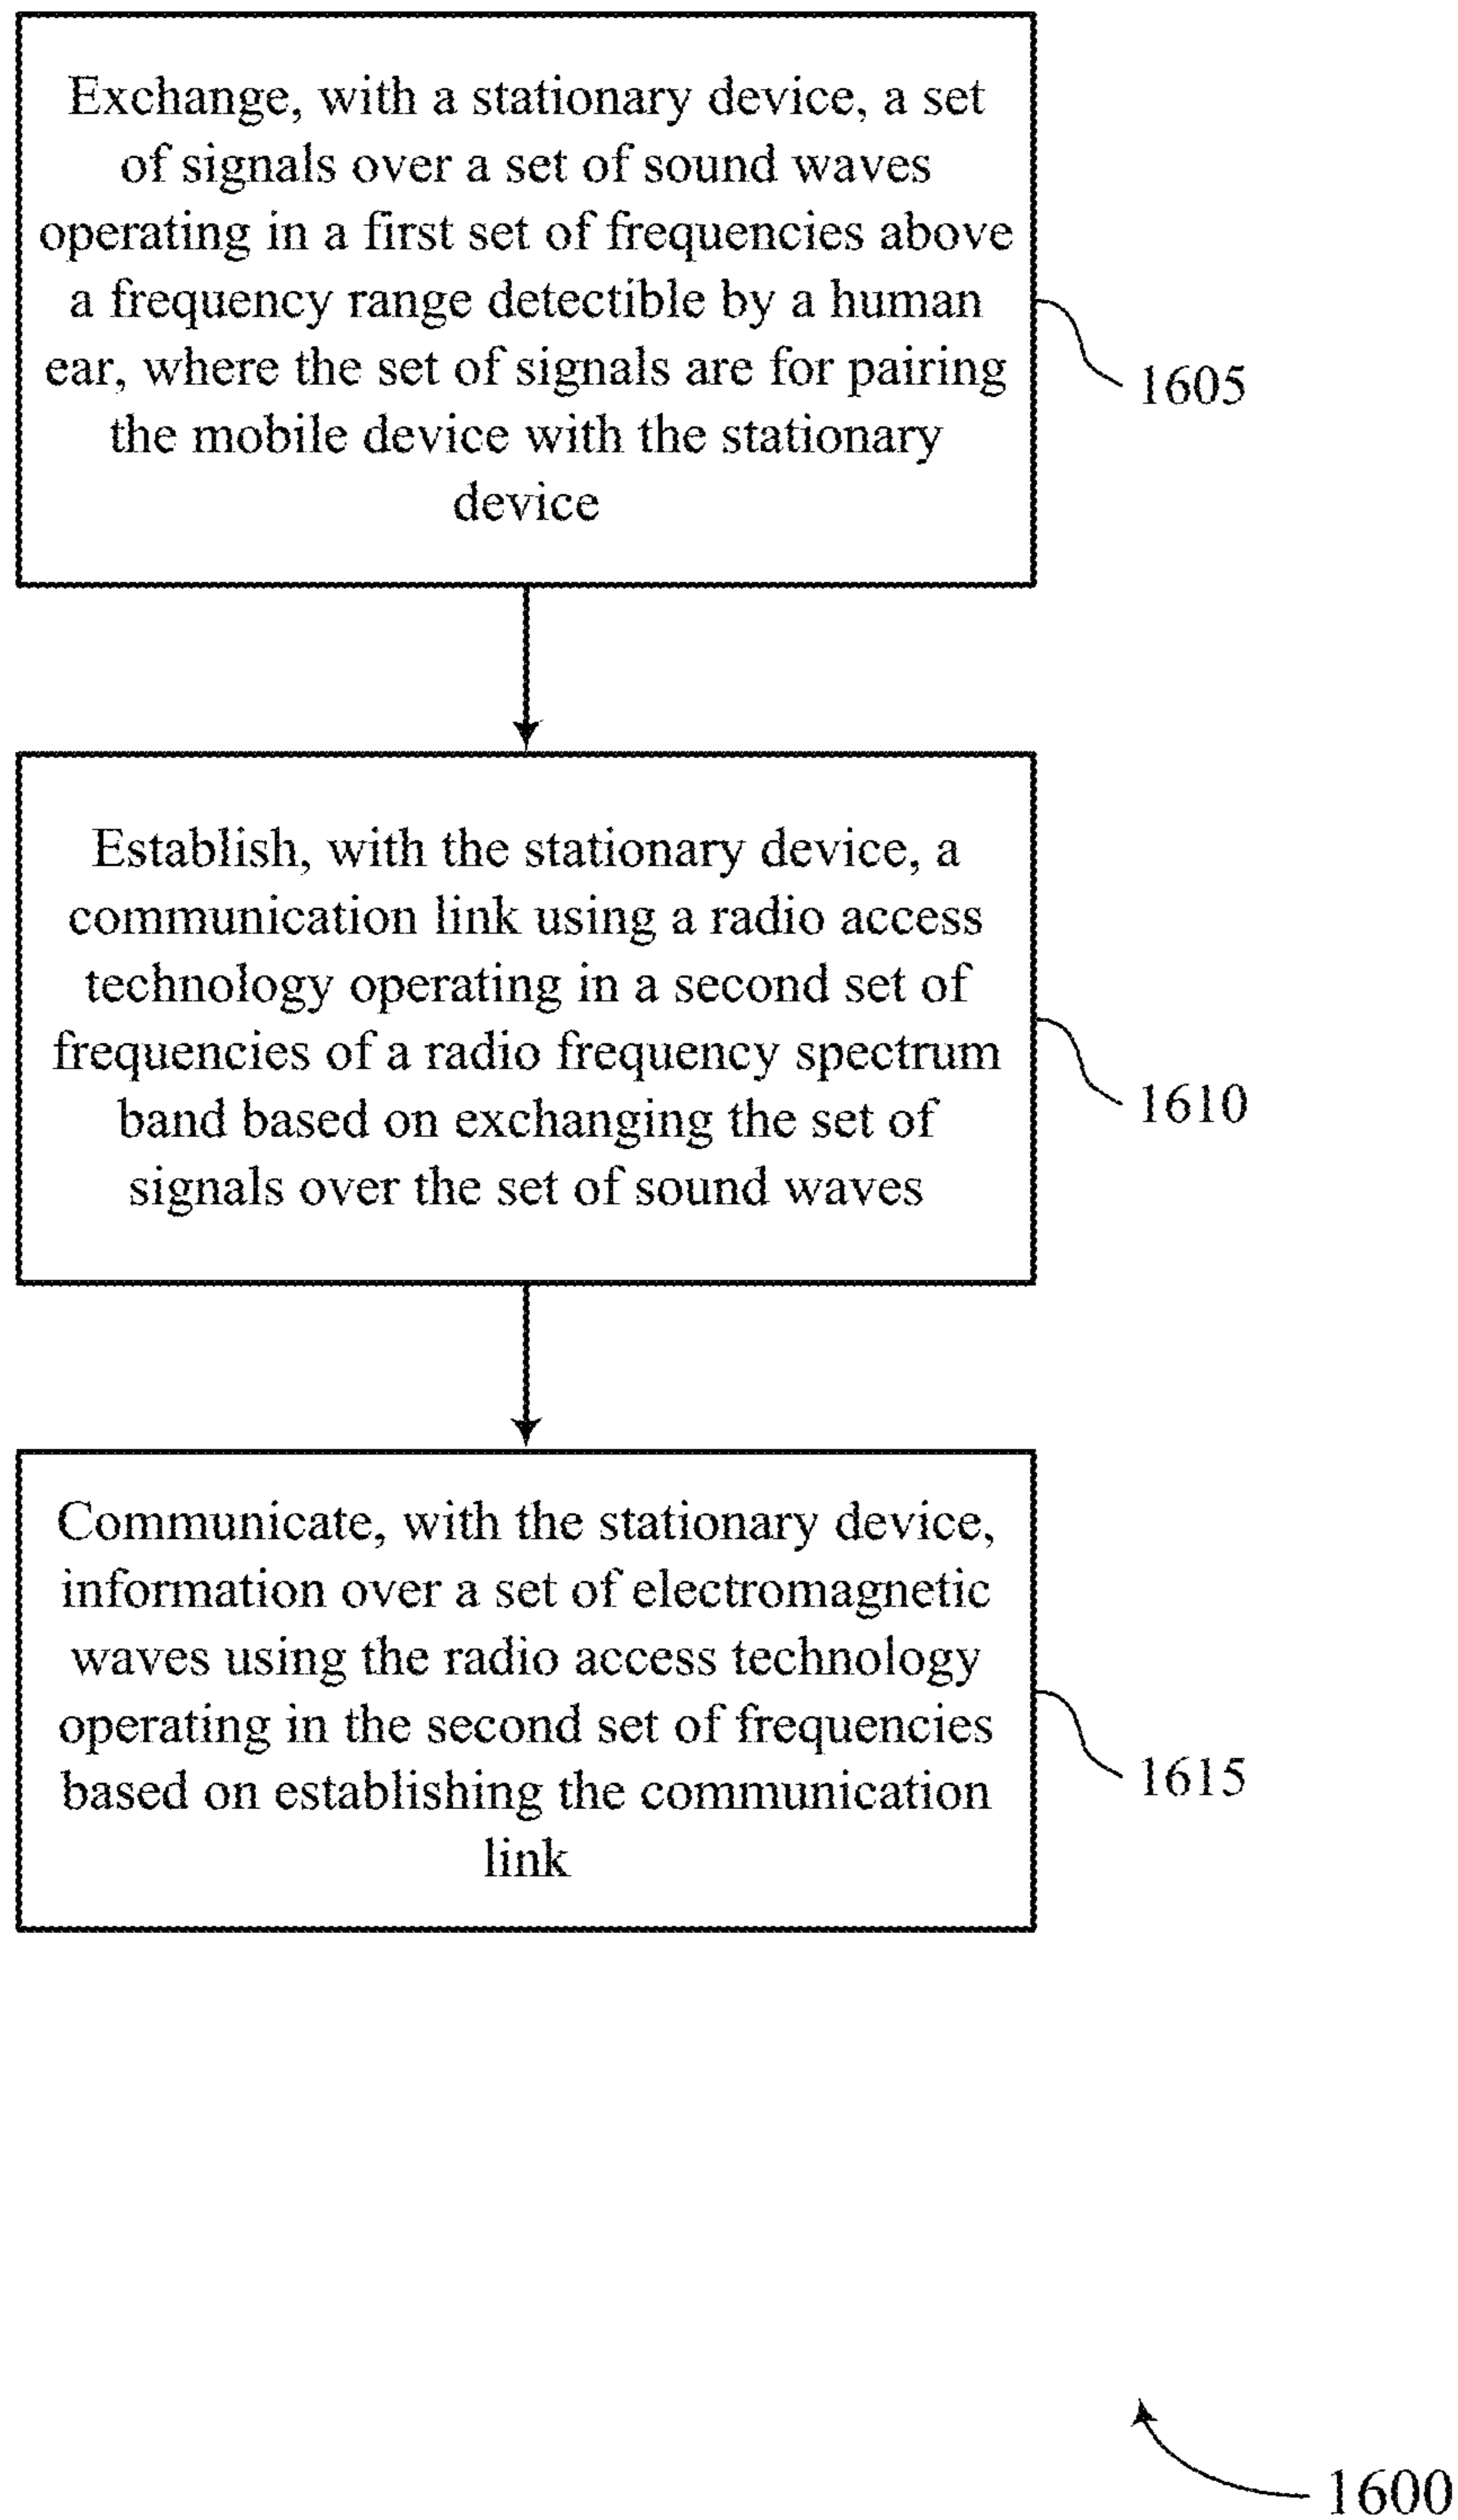 Exchange, with a stationary device, a set
of signals over a set of sound waves
operating in a first set of frequencies above
a frequency range detectible by a human
ear, where the set of signals are for pairing
the mobile device with the stationary
device
1605
Establish, with the stationary device, a
communication link using a radio access
technology operating in a second set of
frequencies of a radio frequency spectrum
band based on exchanging the set of
signals over the set of sound waves
1610
Communicate, with the stationary device,
information over a set of electromagnetic
waves using the radio access technology
operating in the second set of frequencies
based on establishing the communication
link
1615
1600